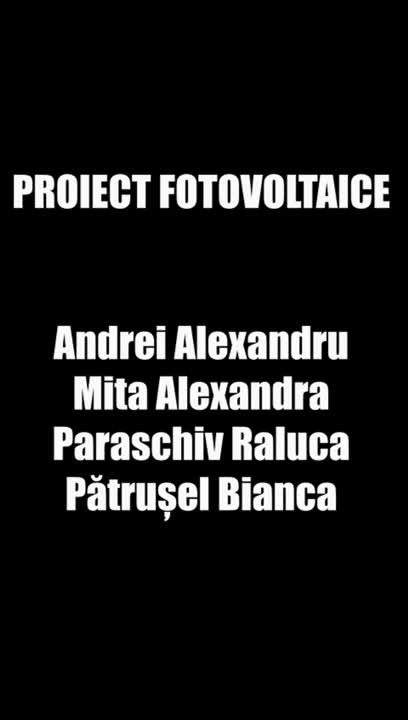 PROIECT FOTOVOLTAICE
Andrei Alexandru
Mita Alexandra
Paraschiv Raluca
Pătrușel Bianca